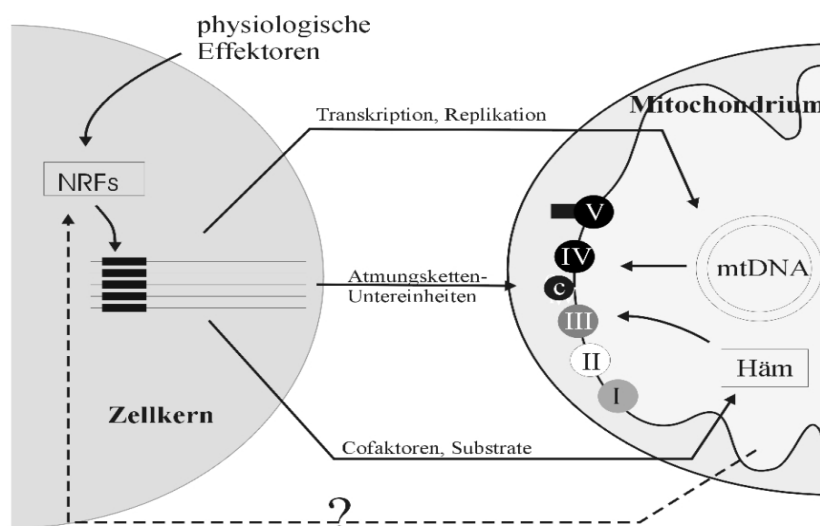 physiologische
Effektoren
Mitochondrium
Transkription, Replikation
NRFs
V
IV
mtDNA
Atmungsketten-
Untereinheiten
c
III
II
Häm
I
Zellkern
Cofaktoren, Substrate
?